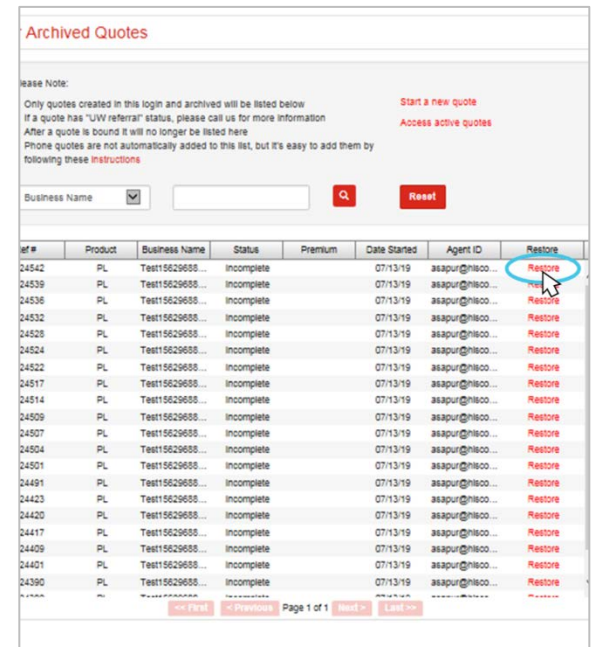 Archived Quotes
lease Note:
Only quotes created in this login and archived will be listed below
If a quote has "UW referral" status, please call us for more information
After a quote is bound it will no longer be listed here
Phone quotes are not automatically added to this list, but it's easy to add them by
following these instructions
Start a new quote
Access active quotes
Business Name
Reset
ef # Product Business Name Status Premium Date Started Agent ID Restore
24542 PL Test15629688... Incomplete 07/13/19 asapur@hisco... Restore
24539 PL Test15629688... Incomplete 07/13/19 asapur@hisco...
24536 PL Test15629688... Incomplete 07/13/19 asapur@hisco... Restore
24532 PL Test15629688... Incomplete 07/13/19 asapur@hisco... Restore
24528 PL Test15629688... Incomplete 07/13/19 asapur@hisco... Restore
24524 PL Test15629688... Incomplete 07/13/19 asapur@hisco... Restore
24522 PL Test15629688... Incomplete 07/13/19 asapur@hisco... Restore
24517 PL Test15629688... Incomplete 07/13/19 asapur@hisco... Restore
24514 PL Test15629688... Incomplete 07/13/19 asapur@hisco... Restore
24509 PL Test15629688... Incomplete 07/13/19 asapur@hisco... Restore
24507 PL Test15629688... Incomplete 07/13/19 asapur@hisco... Restore
24504 PL Test15629688... Incomplete 07/13/19 asapur@hisco... Restore
24501 PL Test15629688... Incomplete 07/13/19 asapur@hisco... Restore
24491 PL Test15629688... Incomplete 07/13/19 asapur@hisco... Restore
24423 PL Test15629688... Incomplete 07/13/19 asapur@hisco... Restore
24420 PL Test15629688... Incomplete 07/13/19 asapur@hisco... Restore
24417 PL Test15629688... Incomplete 07/13/19 asapur@hisco... Restore
24409 PL Test15629688... Incomplete 07/13/19 asapur@hisco... Restore
24401 PL Test15629688... Incomplete 07/13/19 asapur@hisco... Restore
24390 PL Test15629688... Incomplete 07/13/19 asapur@hisco... Restore
<< First < Previous Page 1 of 1 Next > Last >>